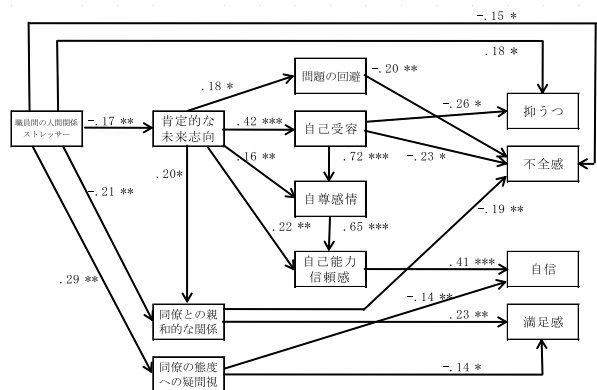 -.15 *
.18 *
問題の回避
-.20 **
.18 *
職員間の人間関係
ストレッサー
-.17 **
肯定的な
未来志向
.42 ***
自己受容
-.26 *
抑うつ
.16 **
.72 ***
-.23 *
不全感
.20*
-.21 **
自尊感情
-.19 **
.22 **
.65 ***
自己能力
信頼感
.41 ***
自信
.29 **
-.14 **
同僚との親
和的な関係
.23 **
満足感
同僚の態度
への疑問視
-.14 *